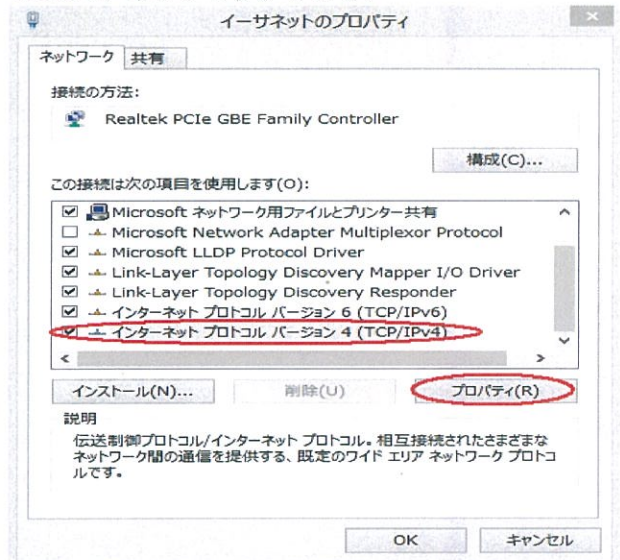 イーサネットのプロパティ
ネットワーク 共有
接続の方法:
Realtek PCIe GBE Family Controller
構成(C)...
この接続は次の項目を使用します(O):
Microsoft ネットワーク用ファイルとプリンター共有
Microsoft Network Adapter Multiplexor Protocol
Microsoft LLDP Protocol Driver
Link-Layer Topology Discovery Mapper I/O Driver
Link-Layer Topology Discovery Responder
インターネット プロトコル バージョン 6 (TCP/IPv6)
インターネット プロトコル バージョン 4 (TCP/IPv4)
インストール(N)... 削除(U) プロパティ(R)
説明
伝送制御プロトコル/インターネット プロトコル。相互接続されたさまざまな
ネットワーク間の通信を提供する、既定のワイド エリア ネットワーク プロトコ
ルです。
OK キャンセル